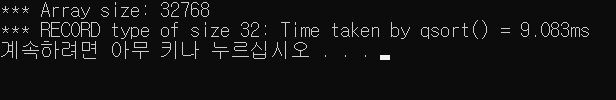 *** Array size: 32768
*** RECORD type of size 32: Time taken by qsort() = 9.083ms
계속하려면 아무 키나 누르십시오 . . .